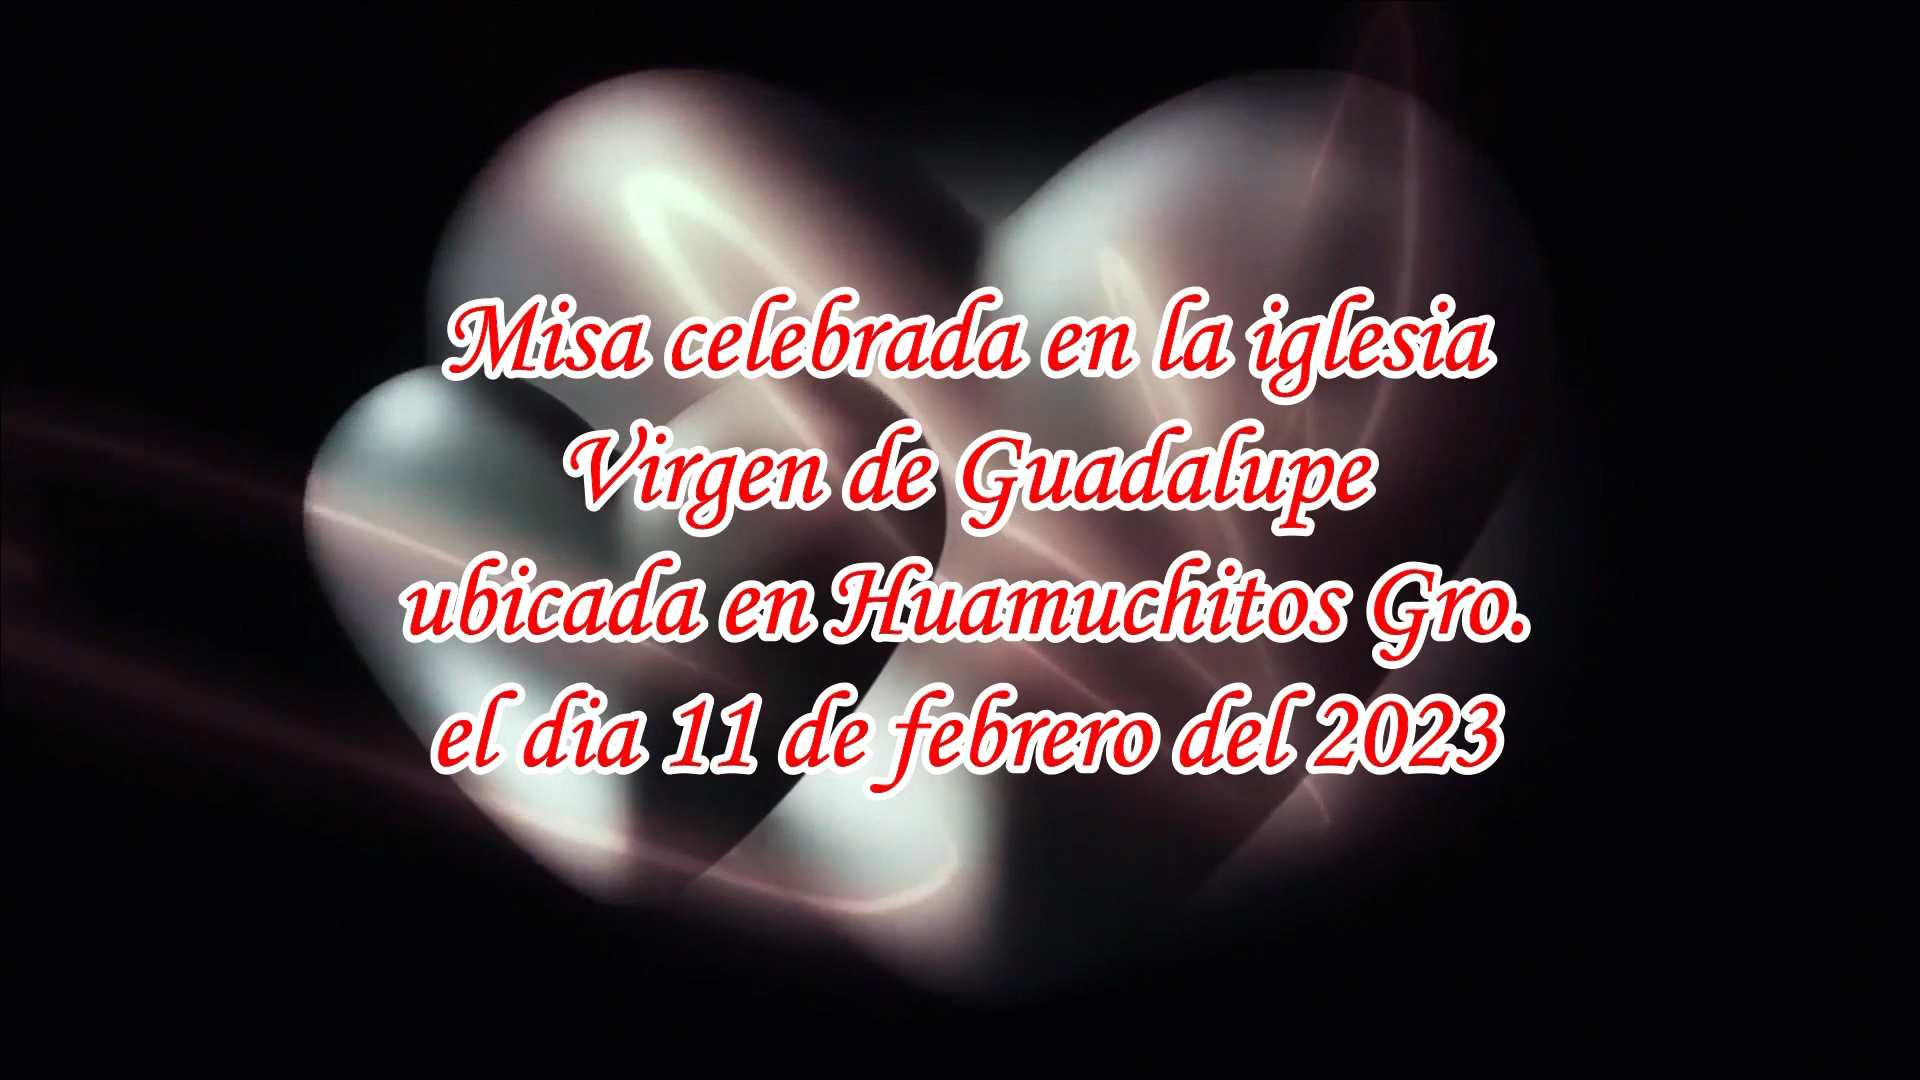 Misa celebrada en la iglesia
Virgen de Guadalupe
ubicada en Huamuchitos Gro.
el dia 11 de febrero del 2023